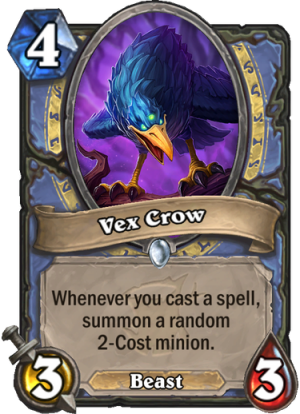 4
Vex Crow
Whenever you cast a spell,
summon a random
2-Cost minion.
3
Beast
3